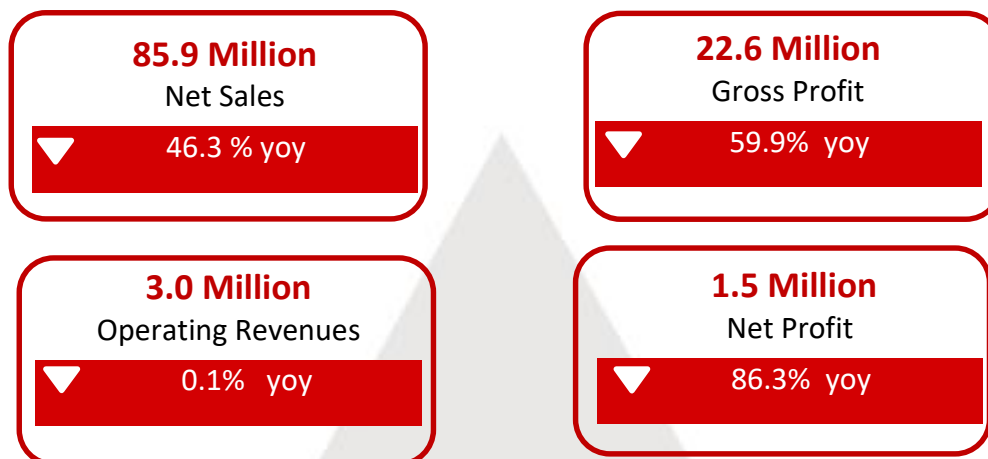 85.9 Million
Net Sales
46.3 % yoy
22.6 Million
Gross Profit
59.9% yoy
3.0 Million
Operating Revenues
0.1% yoy
1.5 Million
Net Profit
86.3% yoy